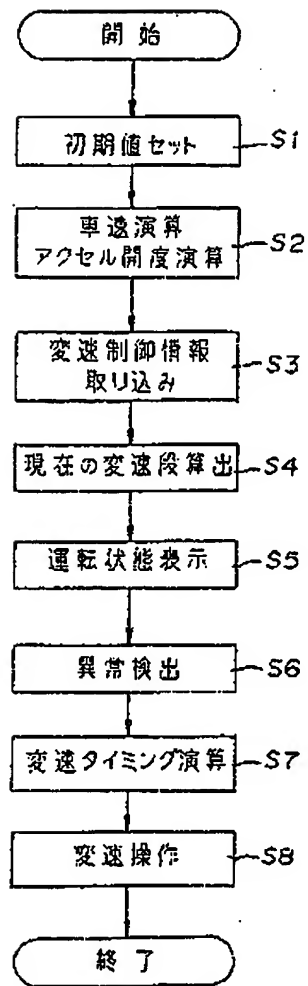 開始
初期値セット
S1
車速演算
アクセル開度演算
S2
変速制御情報
取り込み
S3
現在の変速段算出
S4
運転状態表示
S5
異常検出
S6
変速タイミング演算
S7
変速操作
S8
終了